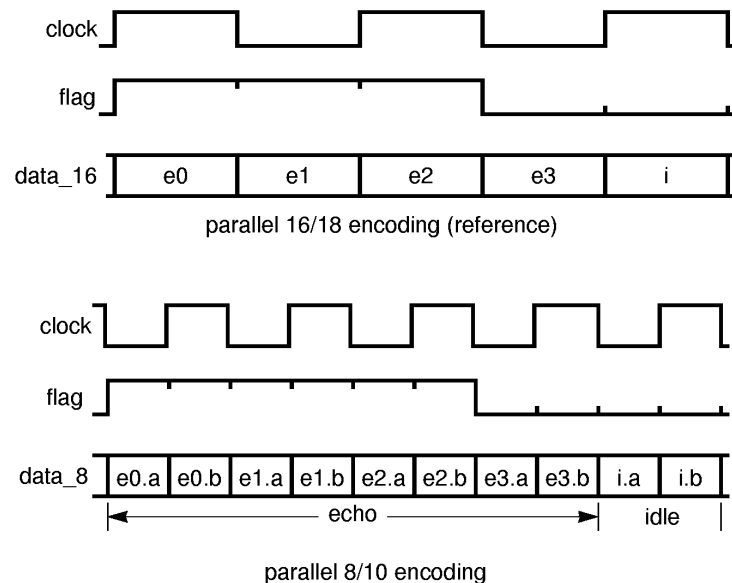 clock
flag
data_16 e0 e1 e2 e3 i
parallel 16/18 encoding (reference)
clock
flag
data_8 e0.a e0.b e1.a e1.b e2.a e2.b e3.a e3.b i.a i.b
echo idle
parallel 8/10 encoding